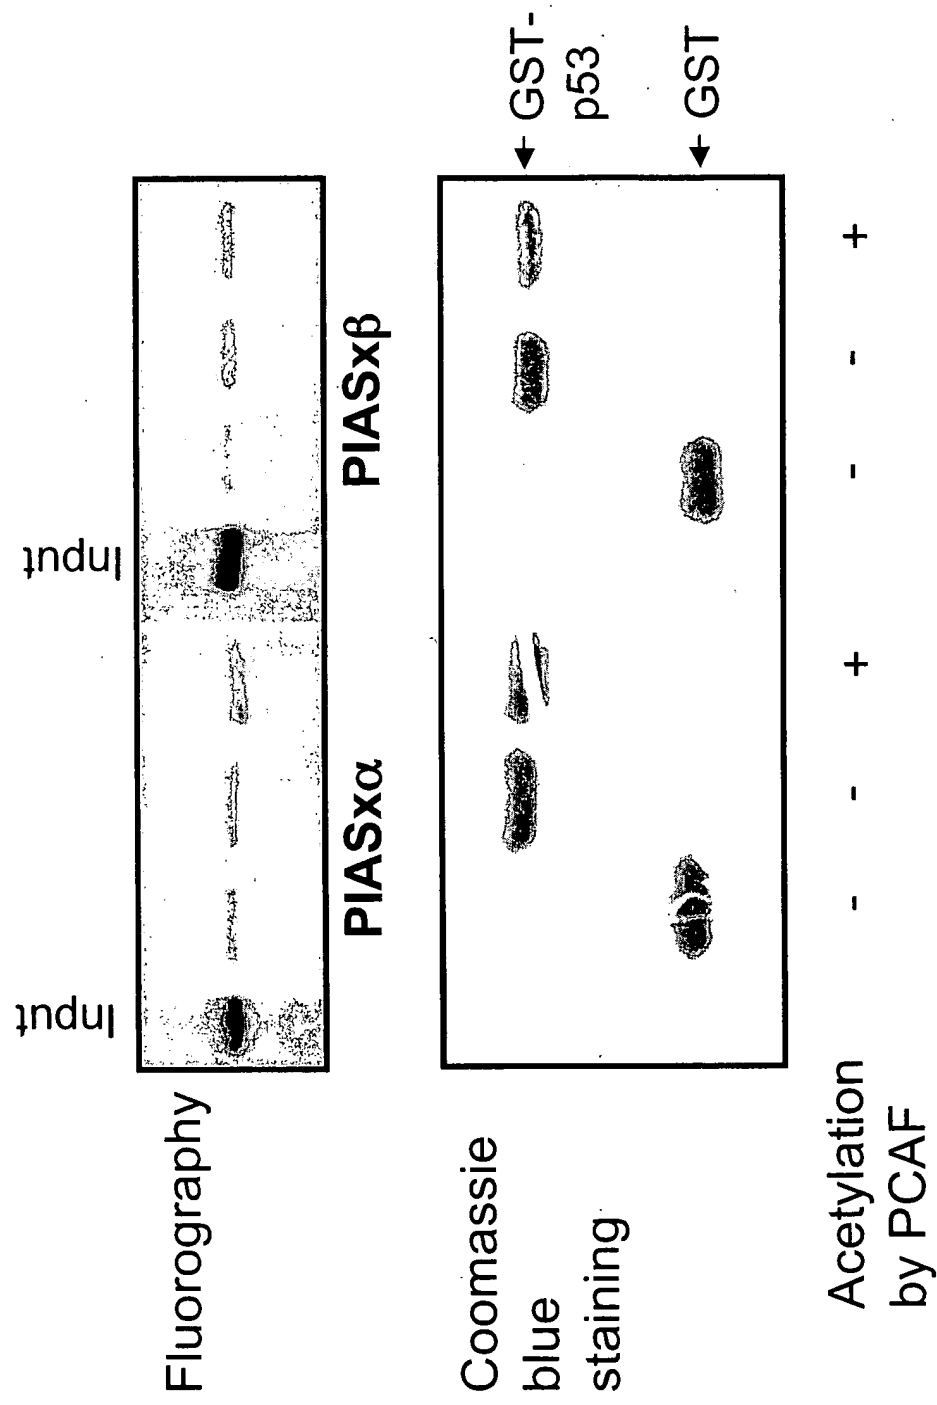 Input
Input
Fluorography
PIASxα
PIASxβ
Coomassie
blue
staining
GST-
p53
GST
Acetylation
by PCAF
- - + - - +